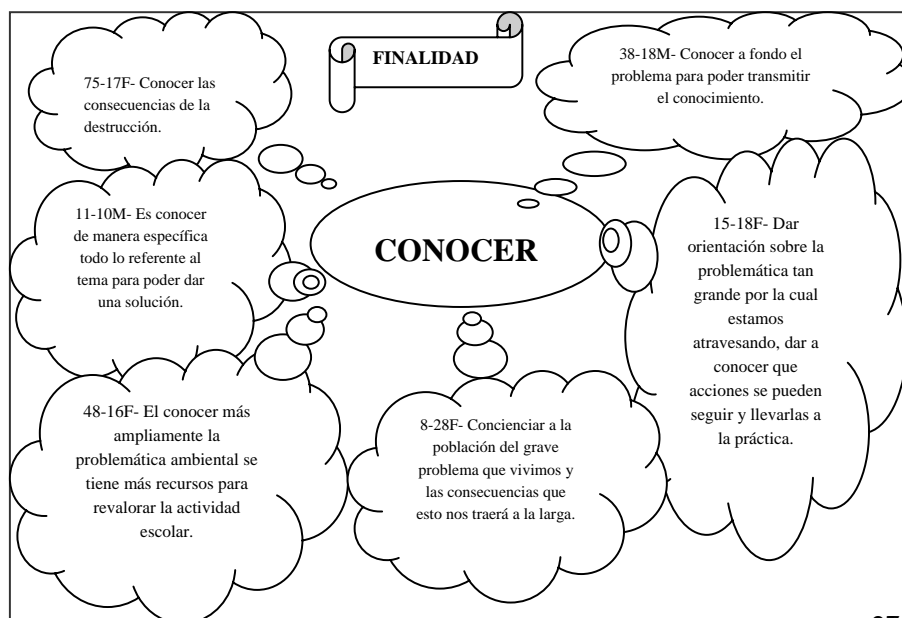 FINALIDAD
75-17F- Conocer las
consecuencias de la
destrucción.
38-18M- Conocer a fondo el
problema para poder transmitir
el conocimiento.
11-10M- Es conocer
de manera específica
todo lo referente al
tema para poder dar
una solución.
CONOCER
15-18F- Dar
orientación sobre la
problemática tan
grande por la cual
estamos
atravesando, dar a
conocer que
acciones se pueden
seguir y llevarlas a
la práctica.
48-16F- El conocer más
ampliamente la
problemática ambiental se
tiene más recursos para
revalorar la actividad
escolar.
8-28F- Concienciar a la
población del grave
problema que vivimos y
las consecuencias que
esto nos traerá a la larga.